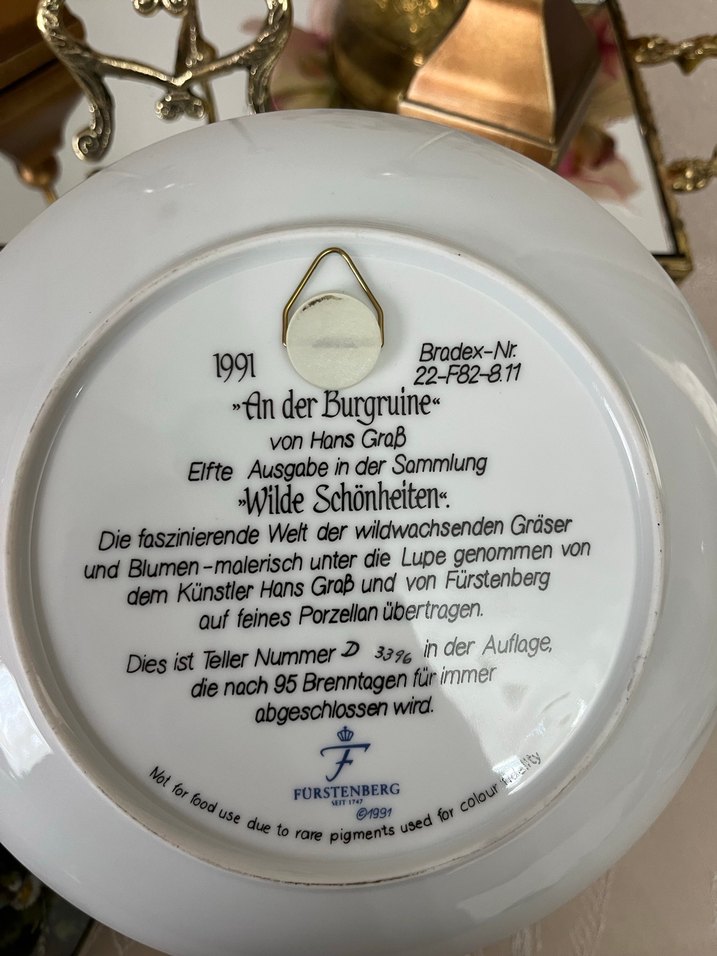 1991
Bradex-Nr.
22-F82-8.11
»An der Burgruine«
von Hans Graß
Elfte Ausgabe in der Sammlung
»Wilde Schönheiten«.
Die faszinierende Welt der wildwachsenden Gräser
und Blumen-malerisch unter die Lupe genommen von
dem Künstler Hans Graß und von Fürstenberg
auf feines Porzellan übertragen.
Dies ist Teller Nummer D 3396 in der Auflage,
die nach 95 Brenntagen für immer
abgeschlossen wird.
F
FÜRSTENBERG
SEIT 1747
©1991
Not for food use due to rare pigments used for colour fidelity